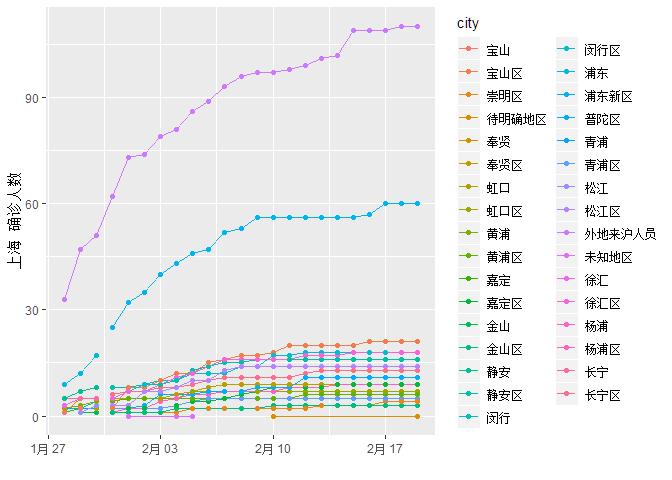 city
宝山
宝山区
崇明区
待明确地区
奉贤
奉贤区
虹口
虹口区
黄浦
黄浦区
嘉定
嘉定区
金山
金山区
静安
静安区
闵行
闵行区
浦东
浦东新区
普陀区
青浦
青浦区
松江
松江区
外地来沪人员
未知地区
徐汇
徐汇区
杨浦
杨浦区
长宁
长宁区
上海 确诊人数
90
60
30
0
1月 27
2月 03
2月 10
2月 17